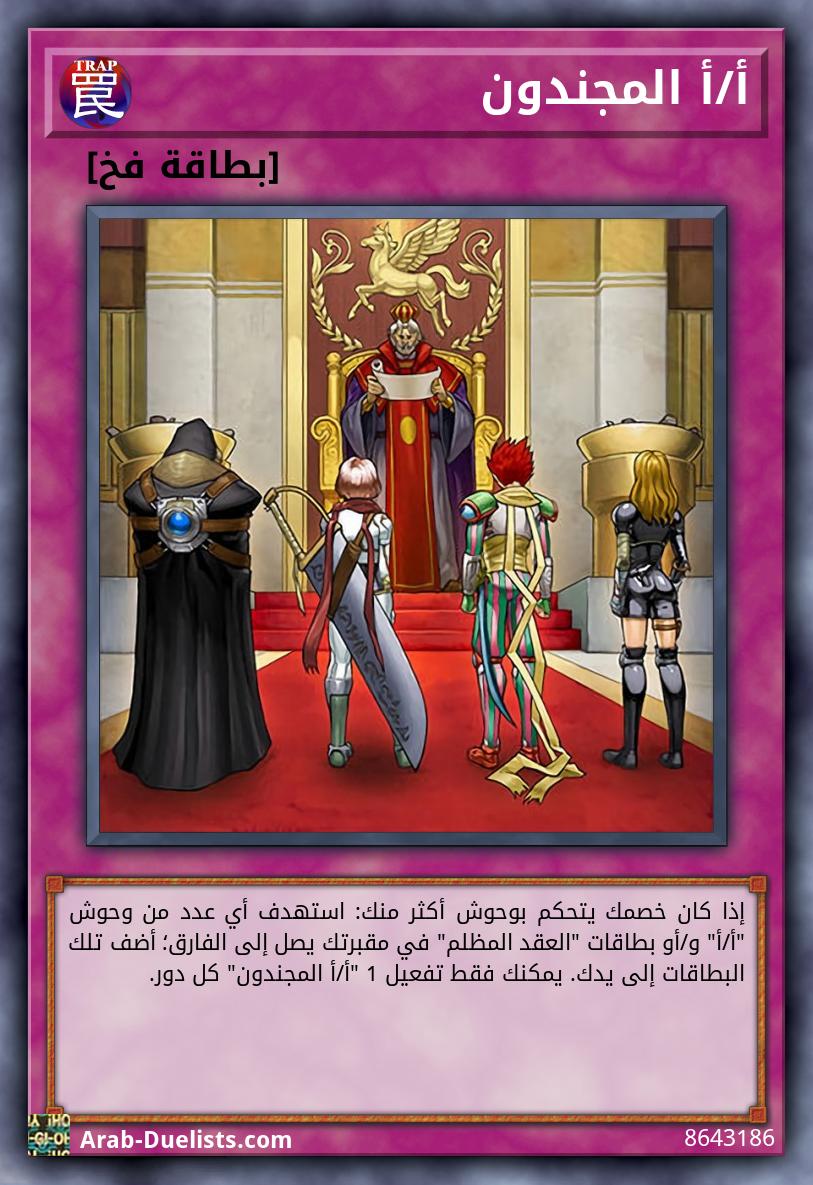 أ/أ المجندون
TRAP
罠
[بطاقة فخ]
إذا كان خصمك يتحكم بوحوش أكثر منك: استهدف أي عدد من وحوش
"أ/أ" و/أو بطاقات "العقد المظلم" في مقبرتك يصل إلى الفارق؛ أضف تلك
البطاقات إلى يدك. يمكنك فقط تفعيل 1 "أ/أ المجندون" كل دور.
Arab-Duelists.com
8643186